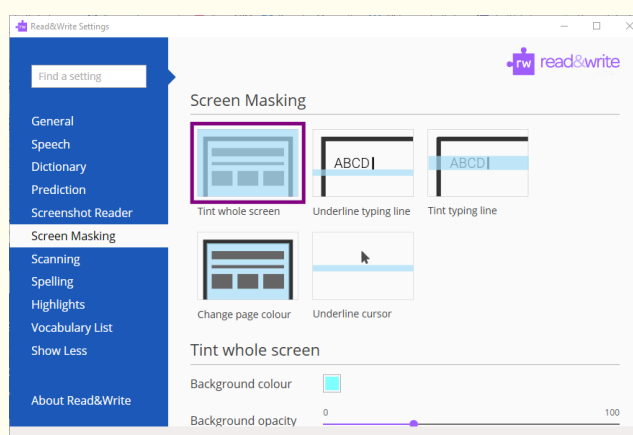 Read&Write Settings
rw read&write
Find a setting
General
Speech
Dictionary
Prediction
Screenshot Reader
Screen Masking
Scanning
Spelling
Highlights
Vocabulary List
Show Less
About Read&Write
Screen Masking
ABCD
ABCD
Tint whole screen
Underline typing line
Tint typing line
Change page colour
Underline cursor
Tint whole screen
Background colour
Background opacity
0
100